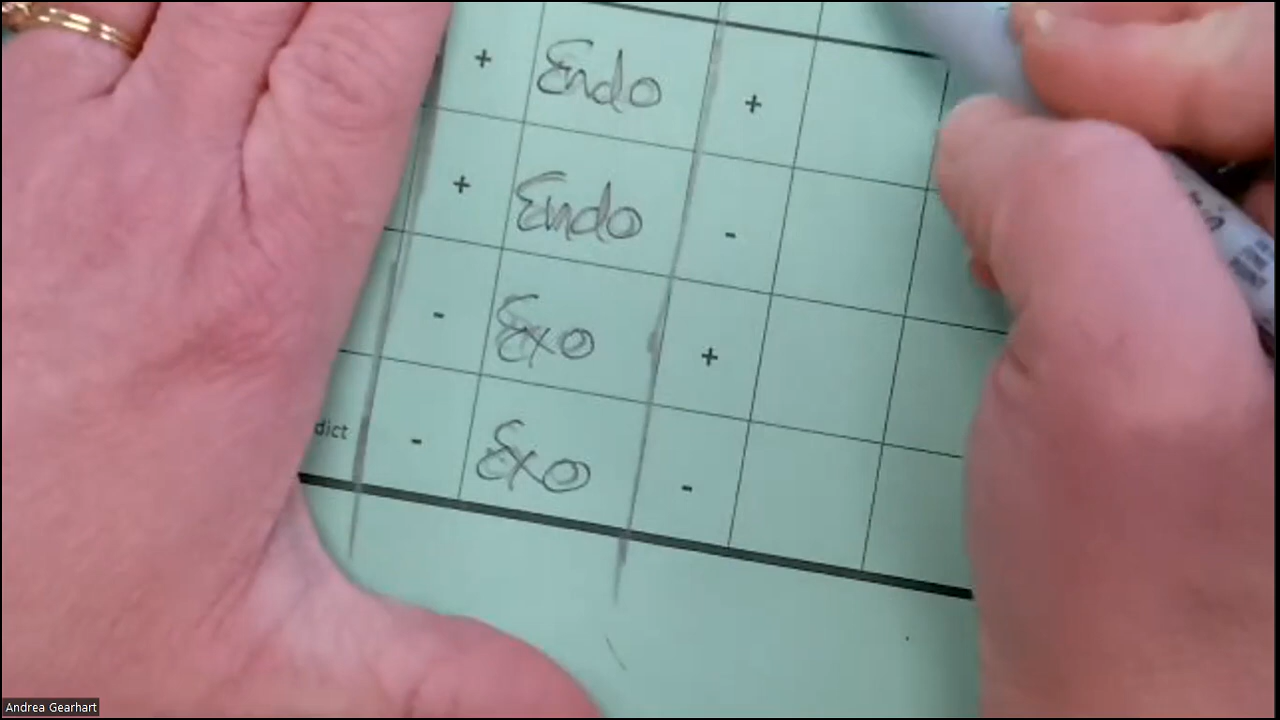 + Endo +
+ Endo -
- Exo +
dict - Exo -
Andrea Gearhart